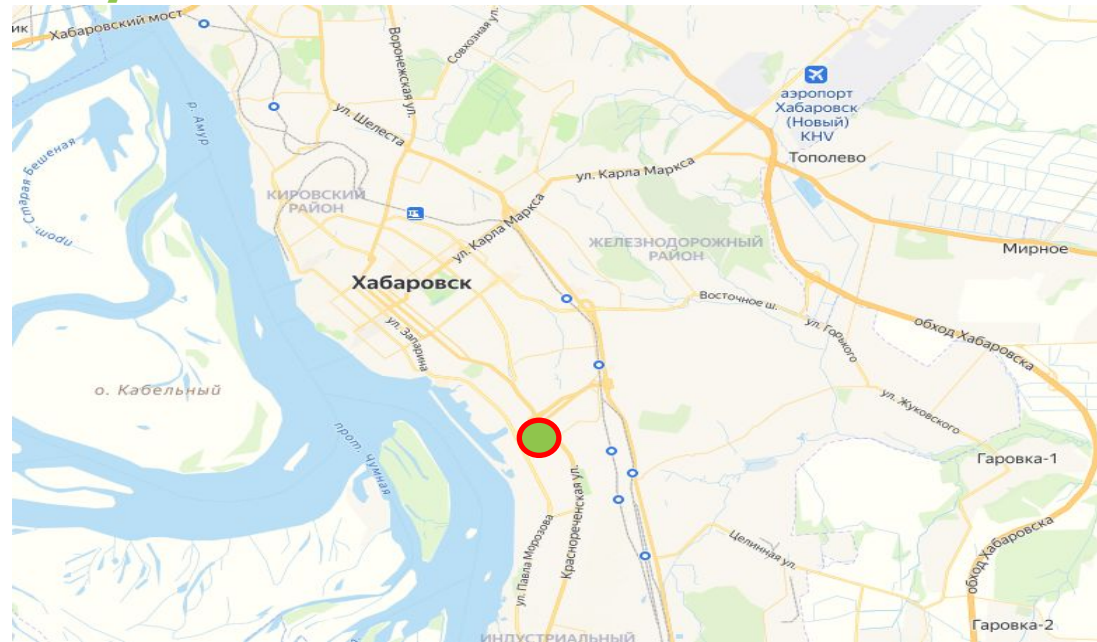 ик
Хабаровский мост
Воронежская ул.
Совхозная ул.
р. Амур
ул. Шелеста
аэропорт
Хабаровск
(Новый)
KHV
Тополево
прот. Старая Бешеная
КИРОВСКИЙ
РАЙОН
ул. Карла Маркса
ул. Карла Маркса
ЖЕЛЕЗНОДОРОЖНЫЙ
РАЙОН
Мирное
Хабаровск
Восточное ш.
ул. Горького
обход Хабаровска
ул. Запарина
о. Кабельный
ул. Жуковского
прот. Чумная
Гаровка-1
Краснореченская ул.
ул. Павла Морозова
Целинная ул.
обход Хабаровска
Гаровка-2
ИНДУСТРИАЛЬНЫЙ